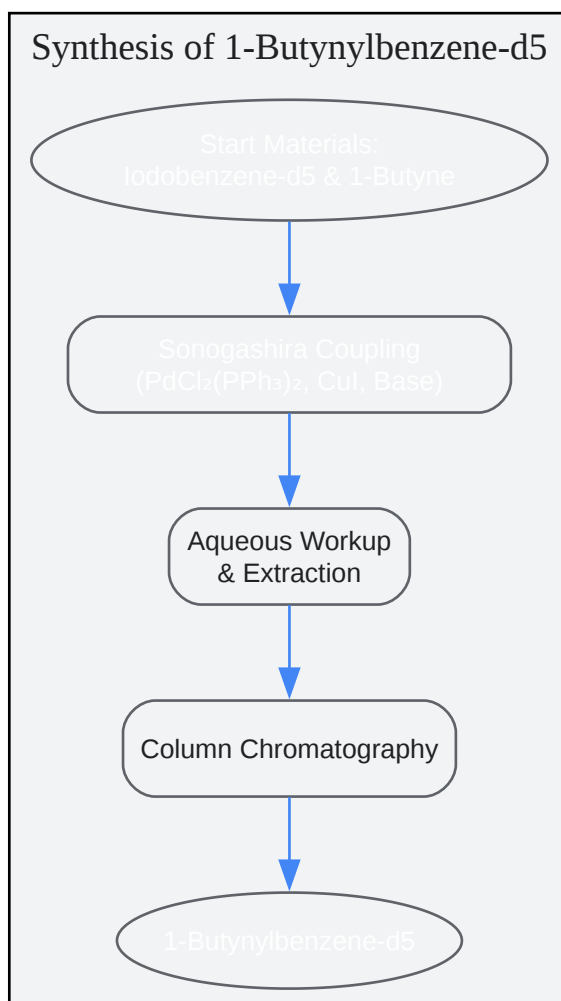 Synthesis of 1-Butynylbenzene-d5
Start Materials:
Iodobenzene-d5 & 1-Butyne
Sonogashira Coupling
(PdCl₂(PPh₃)₂, CuI, Base)
Aqueous Workup
& Extraction
Column Chromatography
1-Butynylbenzene-d5